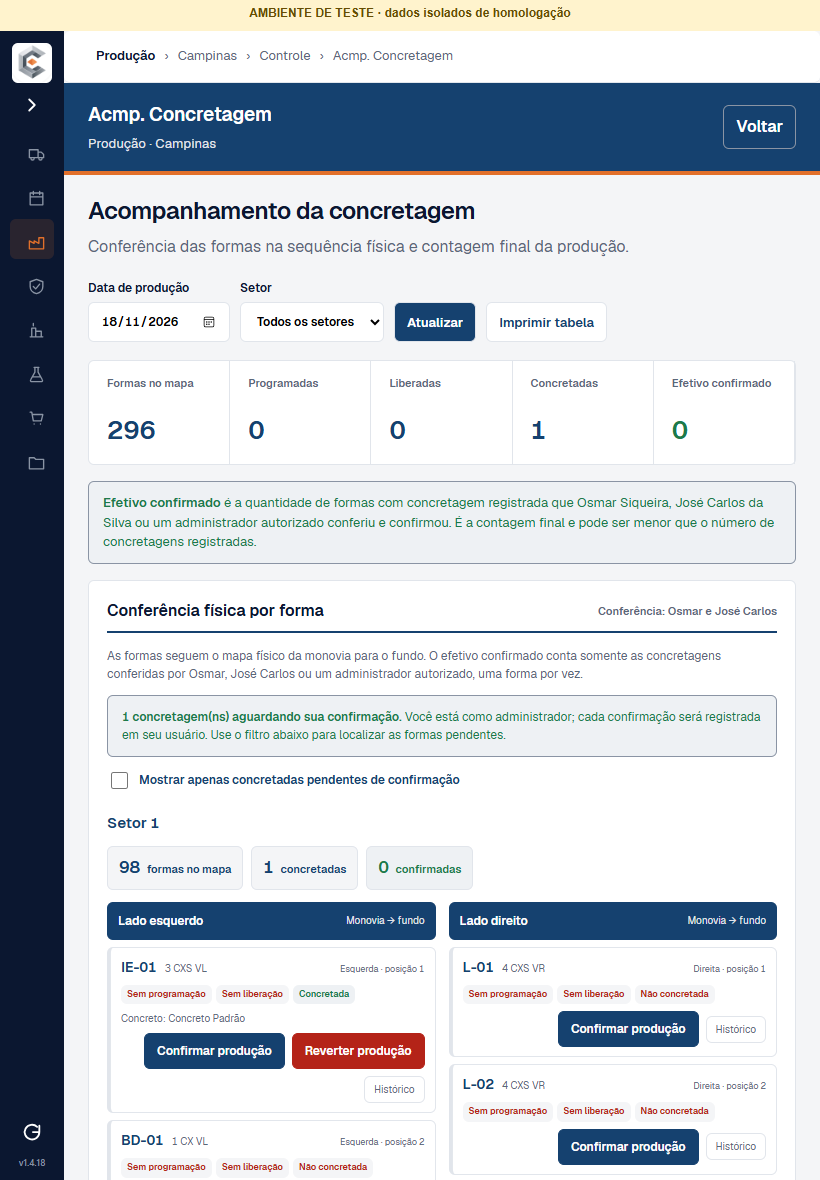 AMBIENTE DE TESTE · dados isolados de homologação
Produção › Campinas › Controle › Acmp. Concretagem
Acmp. Concretagem
Produção · Campinas
Voltar
Acompanhamento da concretagem
Conferência das formas na sequência física e contagem final da produção.
Data de produção
Setor
18/11/2026
Todos os setores
Atualizar
Imprimir tabela
Formas no mapa
Programadas
Liberadas
Concretadas
Efetivo confirmado
296
0
0
1
0
Efetivo confirmado é a quantidade de formas com concretagem registrada que Osmar Siqueira, José Carlos da
Silva ou um administrador autorizado conferiu e confirmou. É a contagem final e pode ser menor que o número de
concretagens registradas.
Conferência física por forma
Conferência: Osmar e José Carlos
As formas seguem o mapa físico da monovia para o fundo. O efetivo confirmado conta somente as concretagens
conferidas por Osmar, José Carlos ou um administrador autorizado, uma forma por vez.
1 concretagem(ns) aguardando sua confirmação. Você está como administrador; cada confirmação será registrada
em seu usuário. Use o filtro abaixo para localizar as formas pendentes.
Mostrar apenas concretadas pendentes de confirmação
Setor 1
98 formas no mapa
1 concretadas
0 confirmadas
Lado esquerdo
Monovia → fundo
IE-01 3 CXS VL
Esquerda · posição 1
Sem programação
Sem liberação
Concretada
Concreto: Concreto Padrão
Confirmar produção
Reverter produção
Histórico
BD-01 1 CX VL
Esquerda · posição 2
Sem programação
Sem liberação
Não concretada
Lado direito
Monovia → fundo
L-01 4 CXS VR
Direita · posição 1
Sem programação
Sem liberação
Não concretada
Confirmar produção
Histórico
L-02 4 CXS VR
Direita · posição 2
Sem programação
Sem liberação
Não concretada
Confirmar produção
Histórico
v1.4.18